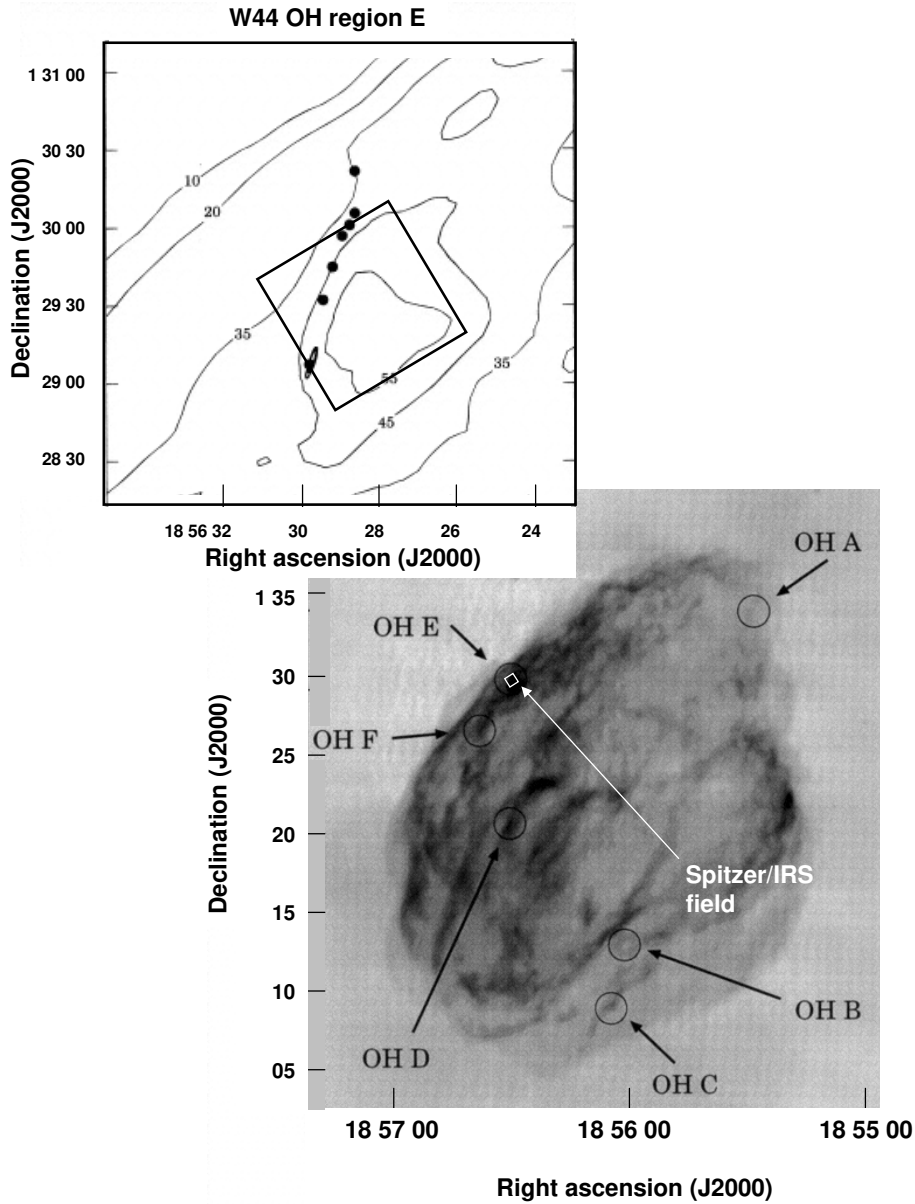 W44 OH region E
Declination (J2000)
1 31 00
30 30
30 00
29 30
29 00
28 30
10
20
35
35
55
45
18 56 32
30
28
26
24
Right ascension (J2000)
OH A
OH E
OH F
OH D
OH B
OH C
Spitzer/IRS
field
Declination (J2000)
1 35
30
25
20
15
10
05
18 57 00
18 56 00
18 55 00
Right ascension (J2000)